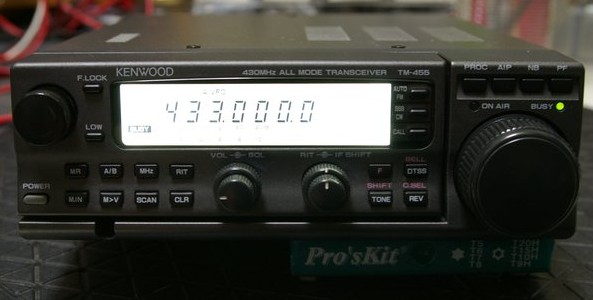 KENWOOD
430MHz ALL MODE TRANSCEIVER TM-455
PROC AIP NB PF
F.LOCK
433.000.0
AUTO
FM
SSB
CW
CALL
ON AIR BUSY
BUSY
LOW
VOL SQL RIT IF SHIFT
MR A/B MHz RIT
F
CELL
DTSS
POWER
M.IN M>V SCAN CLR
SHIFT
TONE
C.SEL
REV
Pro'sKit